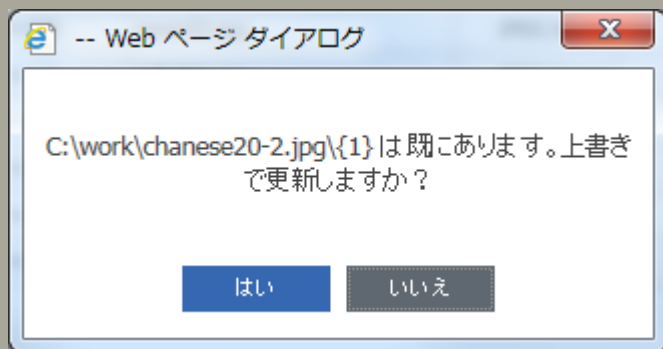 -- Web ページ ダイアログ
C:\work\chanese20-2.jpg\{1} は既にあります。上書き
で更新しますか？
はい
いいえ